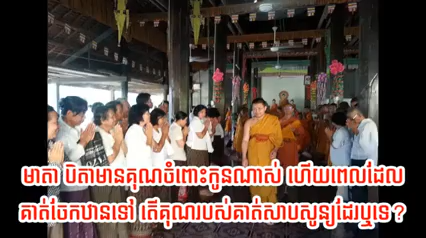 មាតា បិតាមានគុណចំពោះកូនណាស់ ហើយពេលដែល
គាត់ចែកឋានទៅ តើគុណរបស់គាត់សាបសូន្យដែរឬទេ?